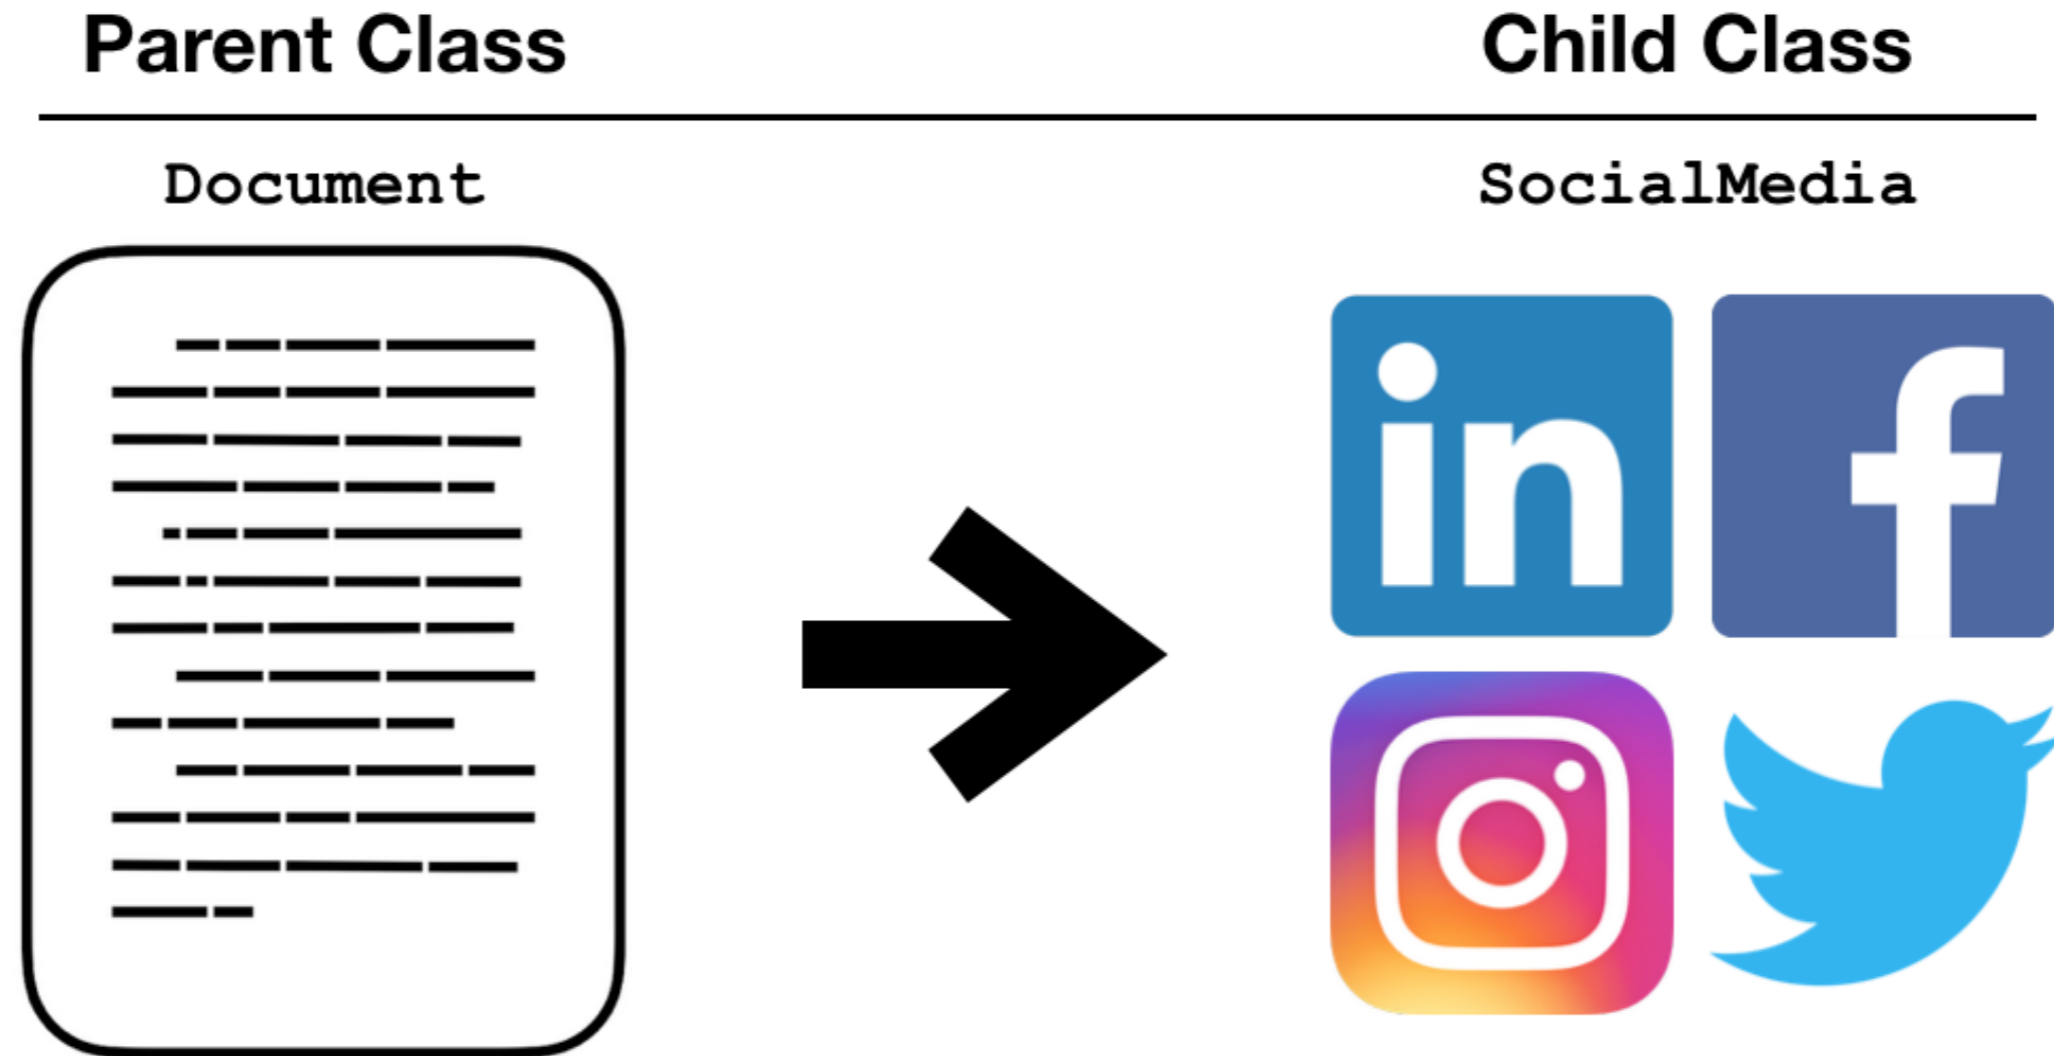 Parent Class
Child Class
Document
SocialMedia
in
f